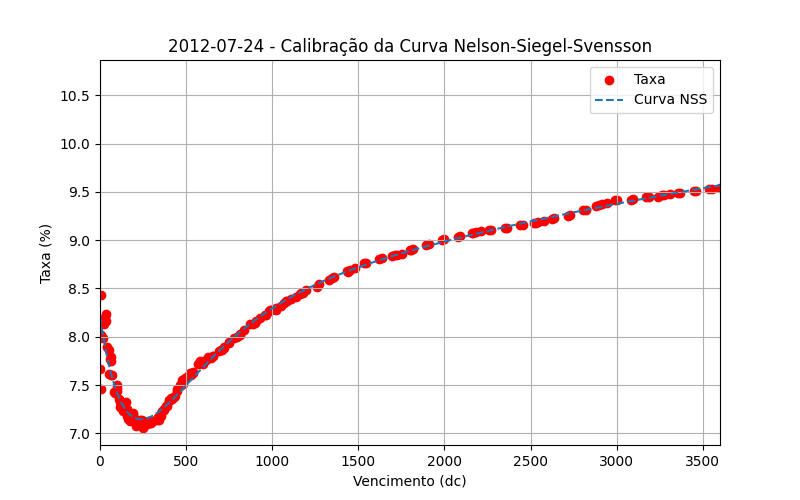 2012-07-24 - Calibração da Curva Nelson-Siegel-Svensson
Taxa
Curva NSS
Taxa (%)
10.5
10.0
9.5
9.0
8.5
8.0
7.5
7.0
0 500 1000 1500 2000 2500 3000 3500
Vencimento (dc)